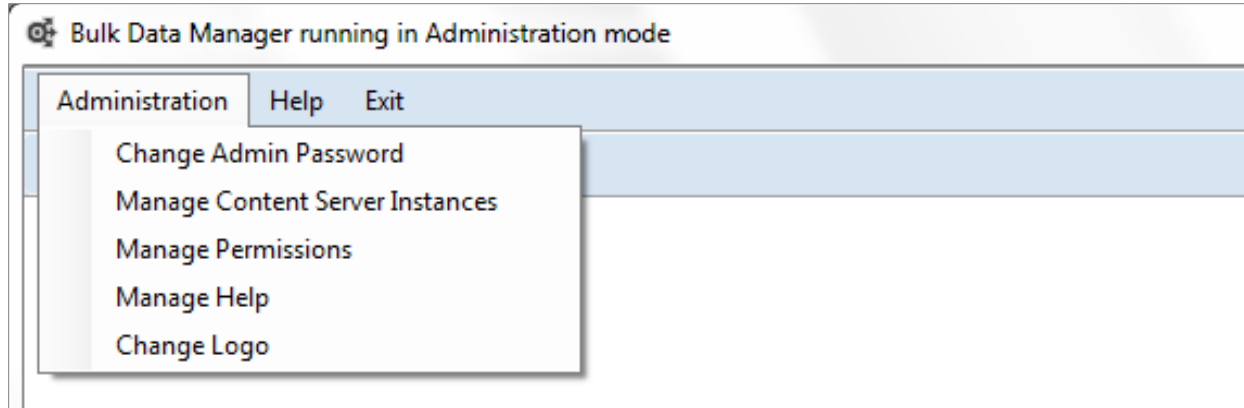 Bulk Data Manager running in Administration mode
Administration Help Exit
Change Admin Password
Manage Content Server Instances
Manage Permissions
Manage Help
Change Logo